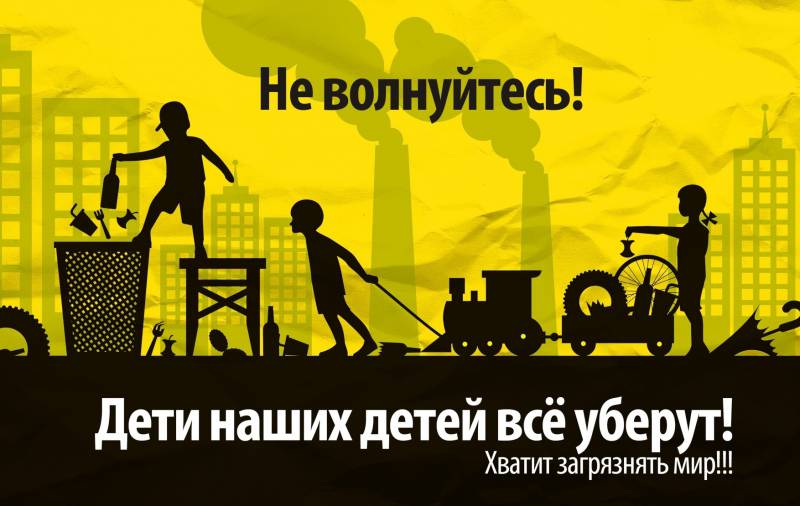 Не волнуйтесь!
Дети наших детей всё уберут!
Хватит загрязнять мир!!!